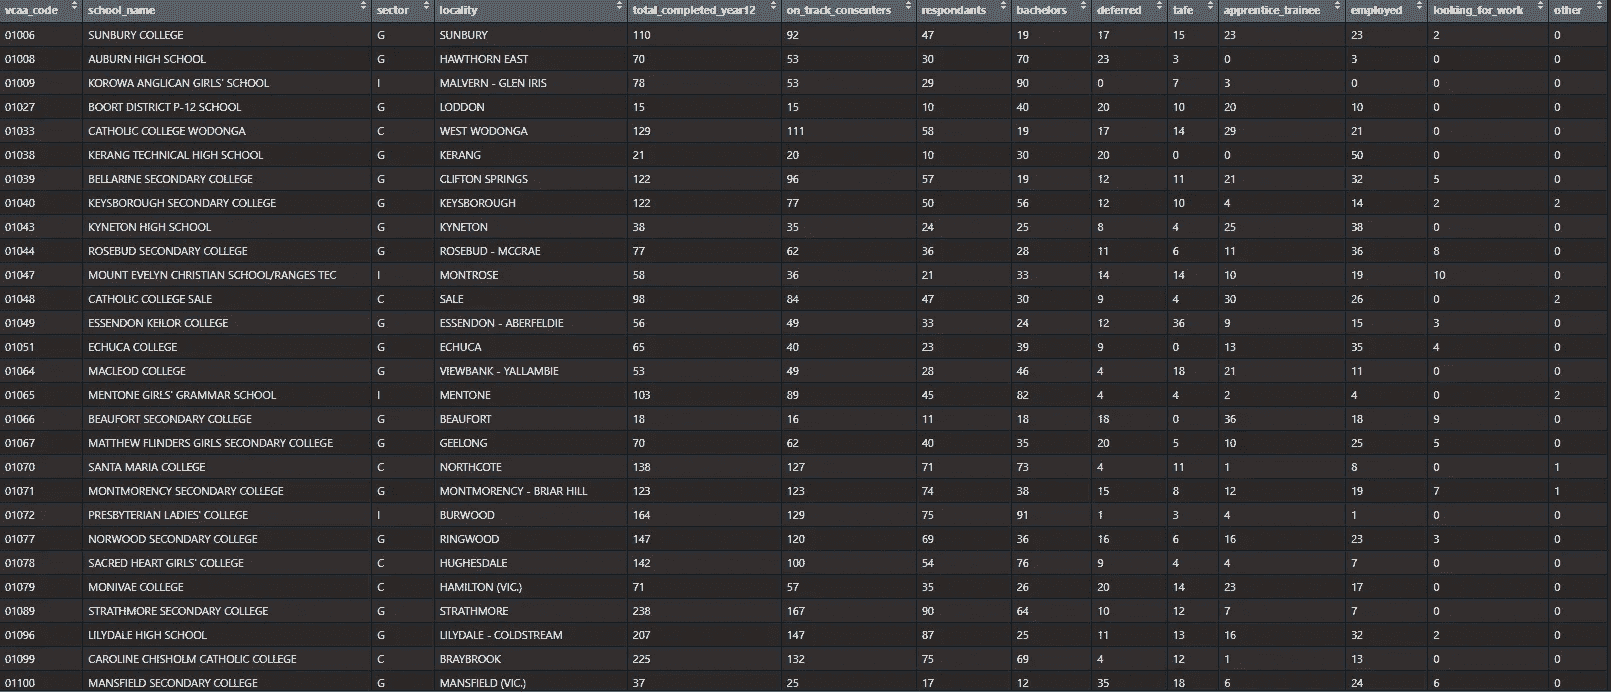 vcaa_code school_name sector locality total_completed_year12 on_track_consenters respondants bachelors deferred tafe apprentice_trainee employed looking_for_work other
01006 SUNBURY COLLEGE G SUNBURY 110 92 47 19 17 15 23 23 2 0
01008 AUBURN HIGH SCHOOL G HAWTHORN EAST 70 53 30 70 23 3 0 3 0 0
01009 KOROWA ANGLICAN GIRLS' SCHOOL I MALVERN - GLEN IRIS 78 53 29 90 0 7 3 0 0 0
01027 BOORT DISTRICT P-12 SCHOOL G LODDON 15 15 10 40 20 10 20 10 0 0
01033 CATHOLIC COLLEGE WODONGA C WEST WODONGA 129 111 58 19 17 14 29 21 0 0
01038 KERANG TECHNICAL HIGH SCHOOL G KERANG 21 20 10 30 20 0 0 50 0 0
01039 BELLARINE SECONDARY COLLEGE G CLIFTON SPRINGS 122 96 57 19 12 11 21 32 5 0
01040 KEYSBOROUGH SECONDARY COLLEGE G KEYSBOROUGH 122 77 50 56 12 10 4 14 2 2
01043 KYNETON HIGH SCHOOL G KYNETON 38 35 24 25 8 4 25 38 0 0
01044 ROSEBUD SECONDARY COLLEGE G ROSEBUD - MCCRAE 77 62 36 28 11 6 11 36 8 0
01047 MOUNT EVELYN CHRISTIAN SCHOOL/RANGES TEC I MONTROSE 58 36 21 33 14 14 10 19 10 0
01048 CATHOLIC COLLEGE SALE C SALE 98 84 47 30 9 4 30 26 0 2
01049 ESSENDON KEILOR COLLEGE G ESSENDON - ABERFELDIE 56 49 33 24 12 36 9 15 3 0
01051 ECHUCA COLLEGE G ECHUCA 65 40 23 39 9 0 13 35 4 0
01064 MACLEOD COLLEGE G VIEWBANK - YALLAMBIE 53 49 28 46 4 18 21 11 0 0
01065 MENTONE GIRLS' GRAMMAR SCHOOL I MENTONE 103 89 45 82 4 4 2 4 0 2
01066 BEAUFORT SECONDARY COLLEGE G BEAUFORT 18 16 11 18 18 0 36 18 9 0
01067 MATTHEW FLINDERS GIRLS SECONDARY COLLEGE G GEELONG 70 62 40 35 20 5 10 25 5 0
01070 SANTA MARIA COLLEGE C NORTHCOTE 138 127 71 73 4 11 1 8 0 1
01071 MONTMORENCY SECONDARY COLLEGE G MONTMORENCY - BRIAR HILL 123 123 74 38 15 8 12 19 7 1
01072 PRESBYTERIAN LADIES' COLLEGE I BURWOOD 164 129 75 91 1 3 4 1 0 0
01077 NORWOOD SECONDARY COLLEGE G RINGWOOD 147 120 69 36 16 6 16 23 3 0
01078 SACRED HEART GIRLS' COLLEGE C HUGHESDALE 142 100 54 76 9 4 4 7 0 0
01079 MONIVAE COLLEGE C HAMILTON (VIC.) 71 57 35 26 20 14 23 17 0 0
01089 STRATHMORE SECONDARY COLLEGE G STRATHMORE 238 167 90 64 10 12 7 7 0 0
01096 LILYDALE HIGH SCHOOL G LILYDALE - COLDSTREAM 207 147 87 25 11 13 16 32 2 0
01099 CAROLINE CHISHOLM CATHOLIC COLLEGE C BRAYBROOK 225 132 75 69 4 12 1 13 0 0
01100 MANSFIELD SECONDARY COLLEGE G MANSFIELD (VIC.) 37 25 17 12 35 18 6 24 6 0